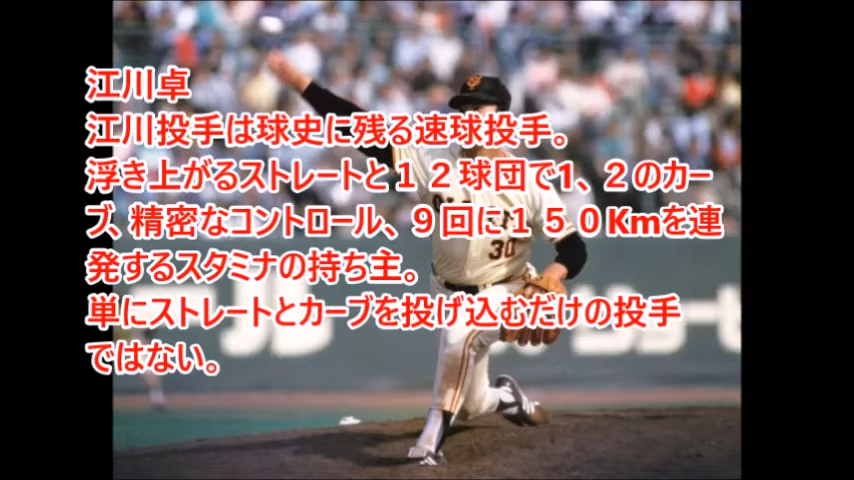 江川卓
江川投手は球史に残る速球投手。
浮き上がるストレートと１２球団で1、２のカー
ブ、精密なコントロール、９回に１５０Kmを連
発するスタミナの持ち主。
単にストレートとカーブを投げ込むだけの投手
ではない。
30